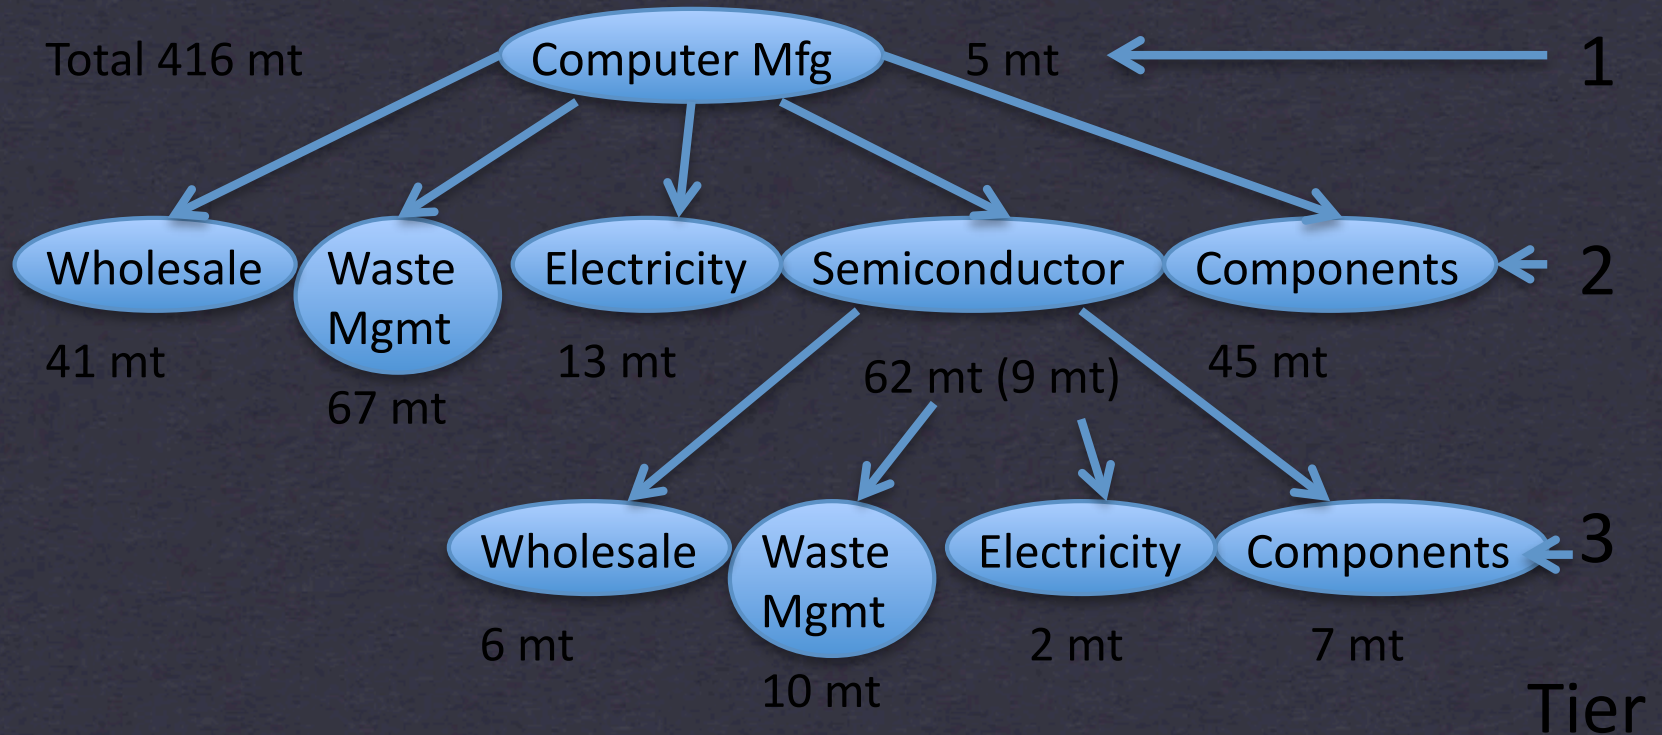 Total 416 mt
Computer Mfg
5 mt
1
Wholesale
Waste
Mgmt
Electricity
Semiconductor
Components
2
41 mt
67 mt
13 mt
62 mt (9 mt)
45 mt
Wholesale
Waste
Mgmt
Electricity
Components
3
6 mt
10 mt
2 mt
7 mt
Tier